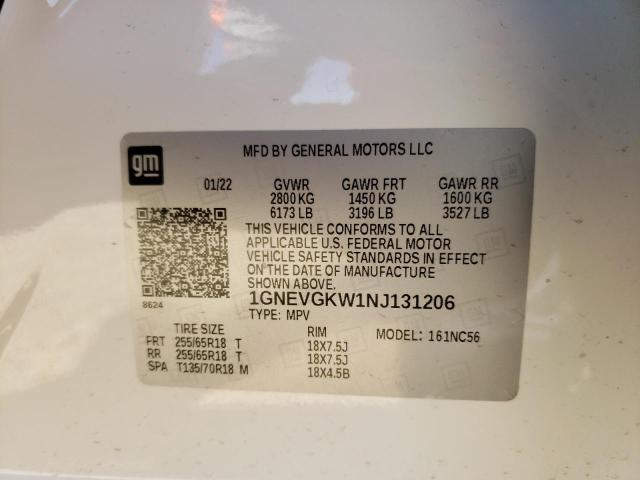 gm
MFD BY GENERAL MOTORS LLC
01/22 GVWR GAWR FRT GAWR RR
2800 KG 1450 KG 1600 KG
6173 LB 3196 LB 3527 LB
THIS VEHICLE CONFORMS TO ALL
APPLICABLE U.S. FEDERAL MOTOR
VEHICLE SAFETY STANDARDS IN EFFECT
ON THE DATE OF MANUFACTURE
SHOWN ABOVE.
8624
1GNEVGKW1NJ131206
TYPE: MPV
TIRE SIZE RIM MODEL: 161NC56
FRT 255/65R18 T 18X7.5J
RR 255/65R18 T 18X7.5J
SPA T135/70R18 M 18X4.5B